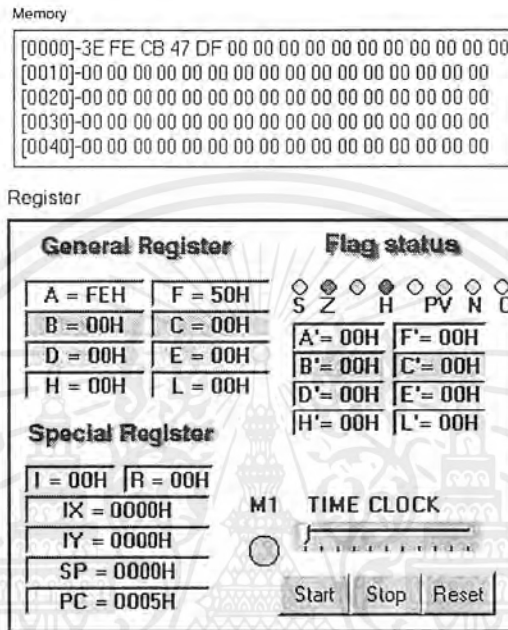 Memory
[0000]-3E FE CB 47 DF 00 00 00 00 00 00 00 00 00 00 00
[0010]-00 00 00 00 00 00 00 00 00 00 00 00 00 00 00 00
[0020]-00 00 00 00 00 00 00 00 00 00 00 00 00 00 00 00
[0030]-00 00 00 00 00 00 00 00 00 00 00 00 00 00 00 00
[0040]-00 00 00 00 00 00 00 00 00 00 00 00 00 00 00 00
Register
General Register
A = FEH F = 50H
B = 00H C = 00H
D = 00H E = 00H
H = 00H L = 00H
Flag status
S Z H PV N C
A'= 00H F'= 00H
B'= 00H C'= 00H
D'= 00H E'= 00H
H'= 00H L'= 00H
Special Register
I = 00H R = 00H
IX = 0000H
IY = 0000H
SP = 0000H
PC = 0005H
M1 TIME CLOCK
Start Stop Reset